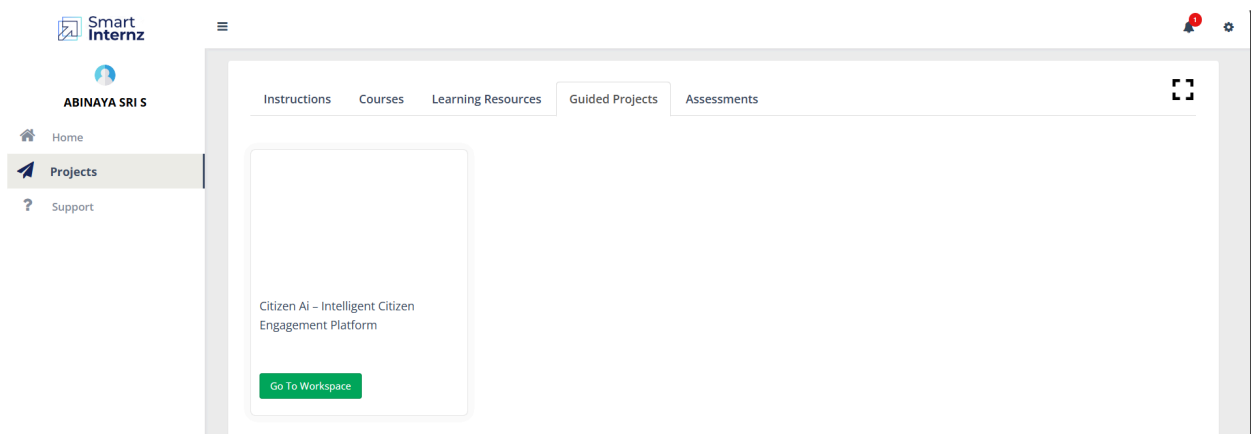 Smart
Internz
1
ABINAYA SRI S
Home
Projects
? Support
Instructions Courses Learning Resources Guided Projects Assessments
Citizen Ai – Intelligent Citizen
Engagement Platform
Go To Workspace